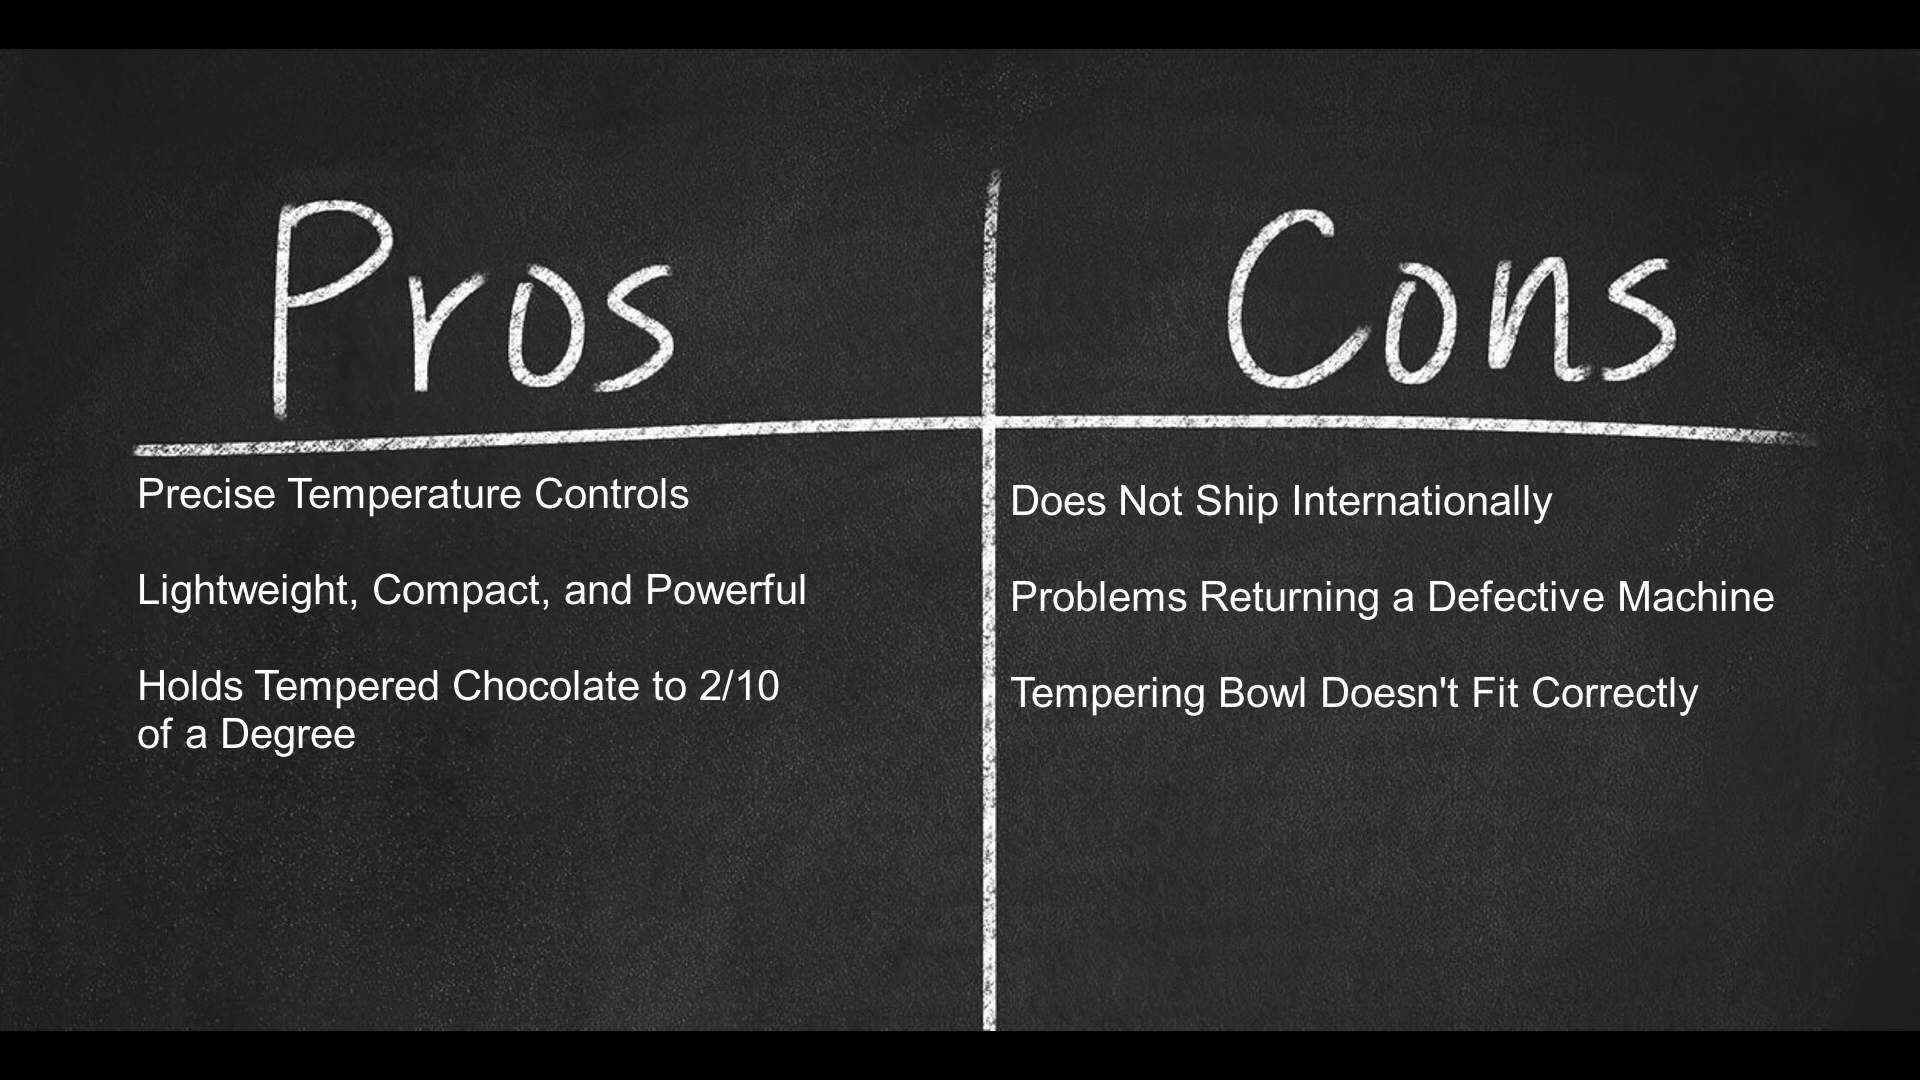 Pros
Cons
Precise Temperature Controls
Lightweight, Compact, and Powerful
Holds Tempered Chocolate to 2/10
of a Degree
Does Not Ship Internationally
Problems Returning a Defective Machine
Tempering Bowl Doesn't Fit Correctly